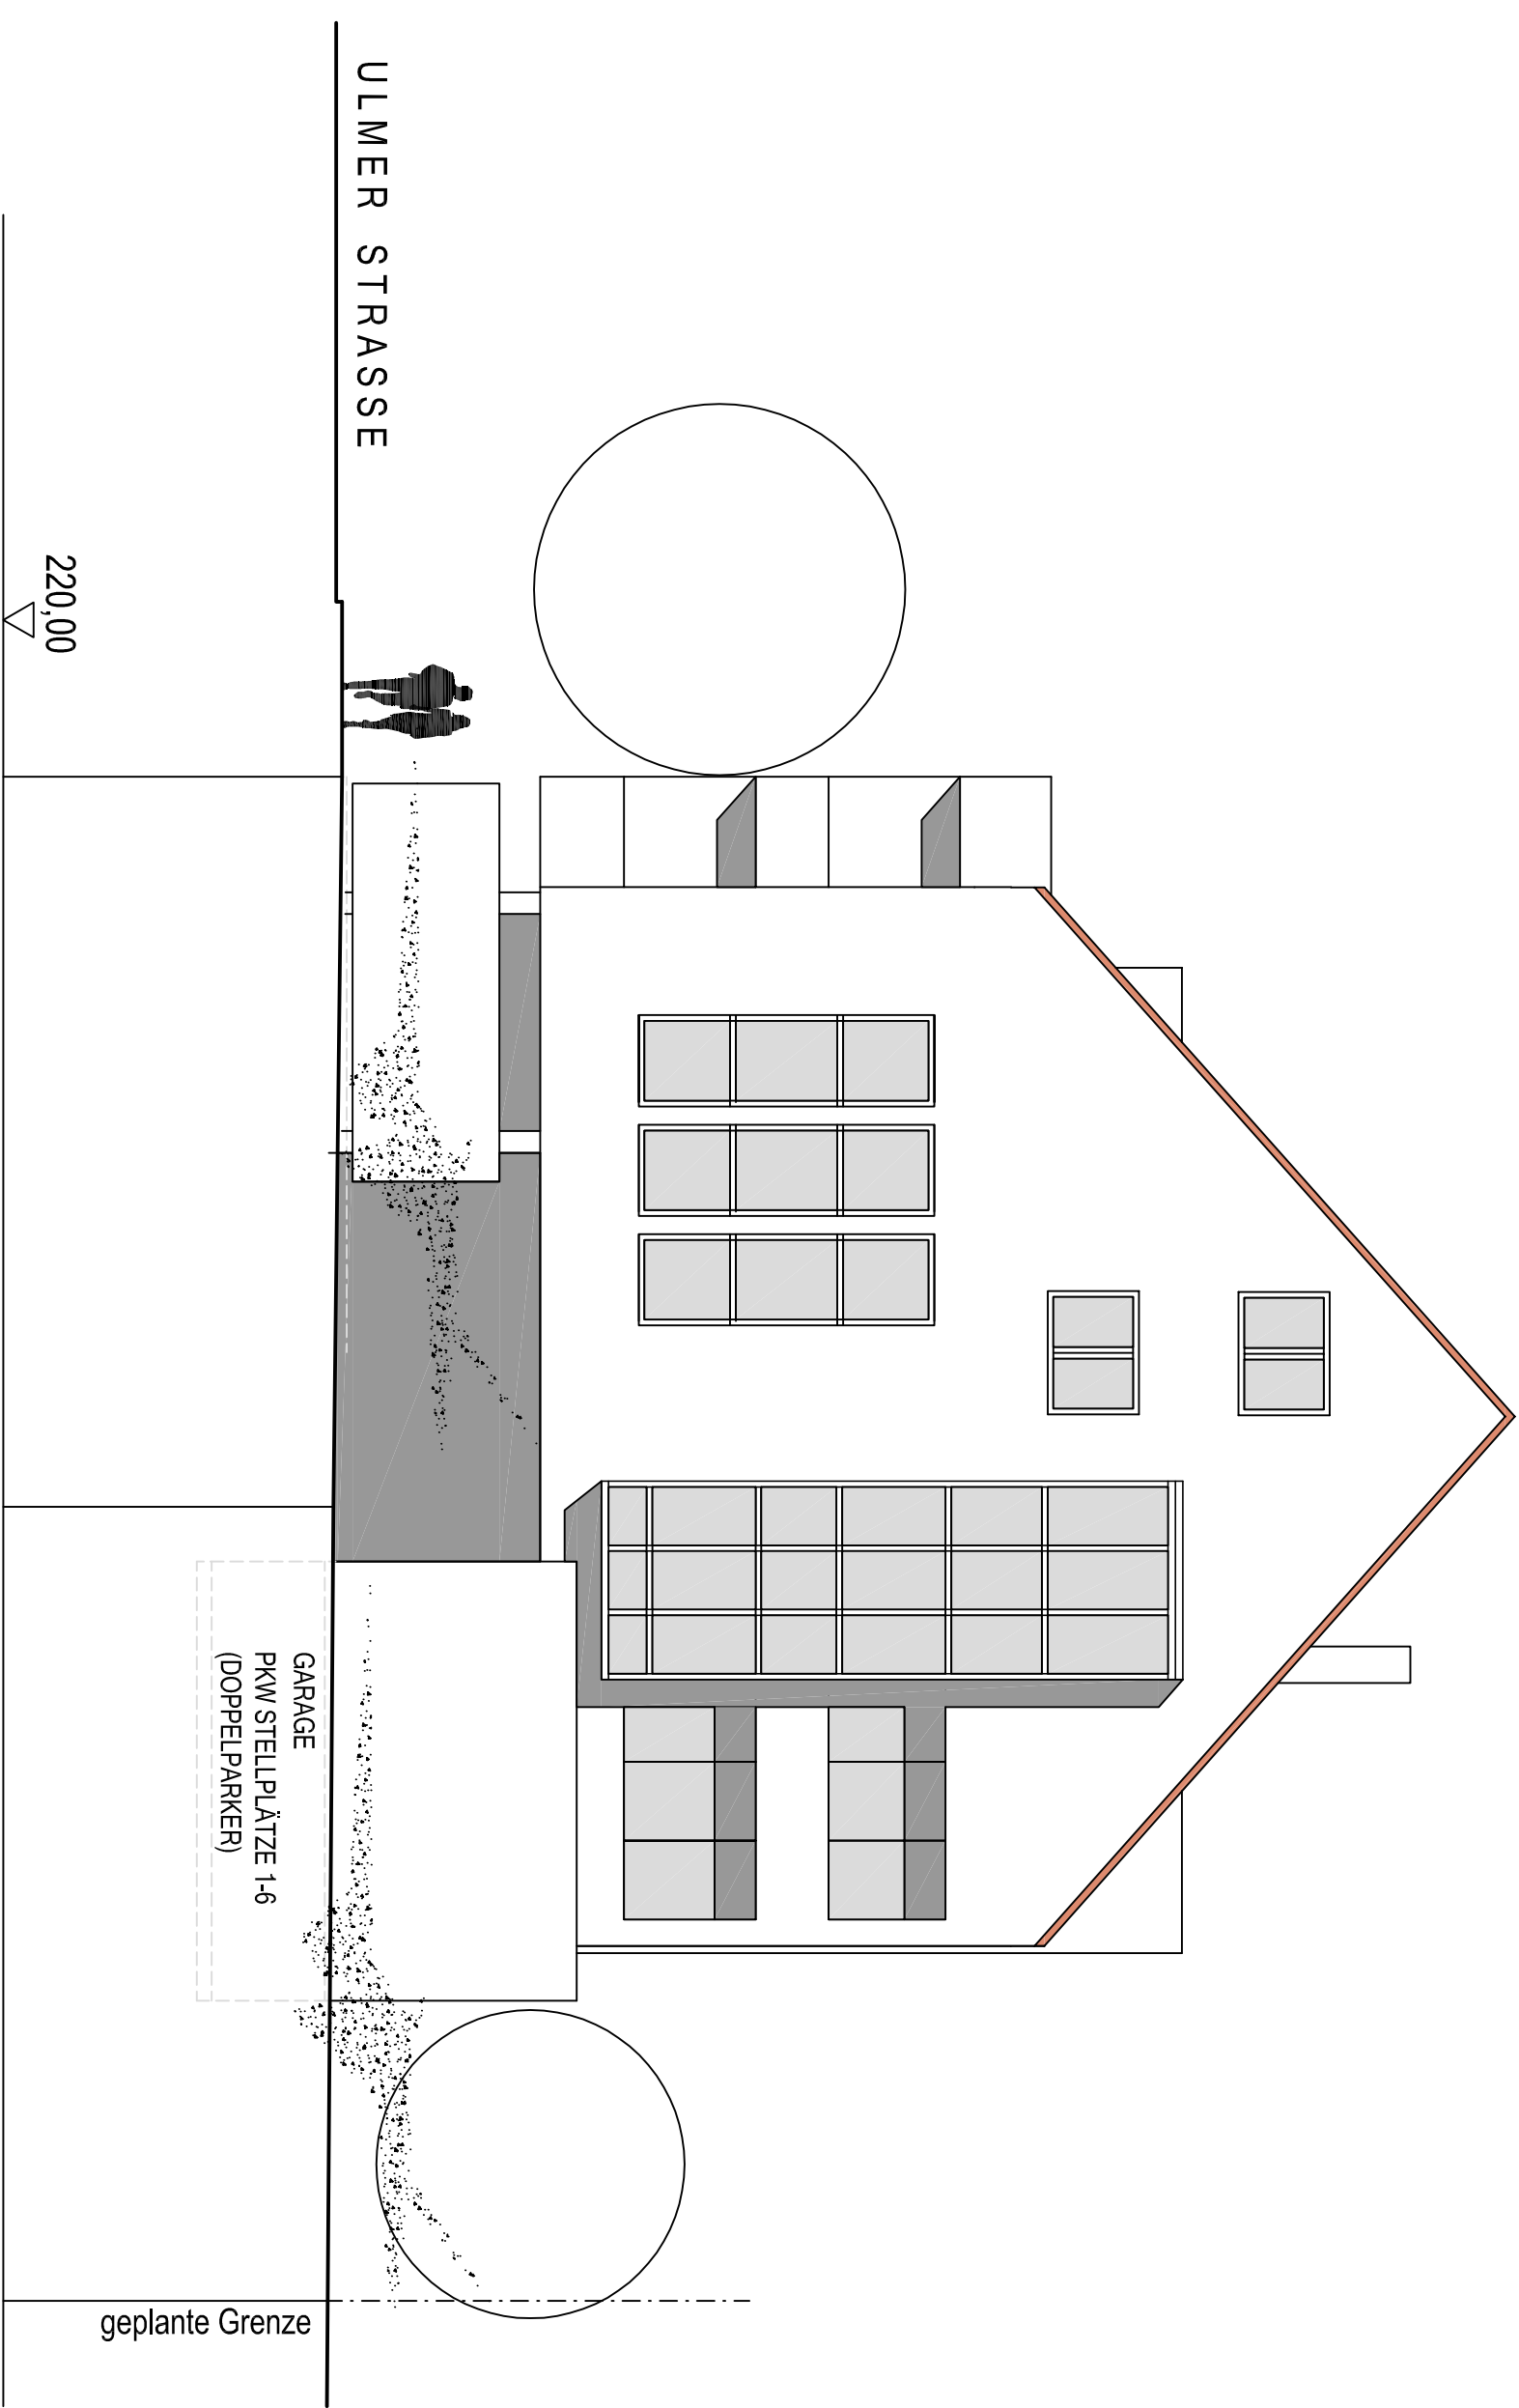 ULMER STRASSE
220,00
GARAGE
PKW STELLPLÄTZE 1-6
(DOPPELPARKER)
geplante Grenze